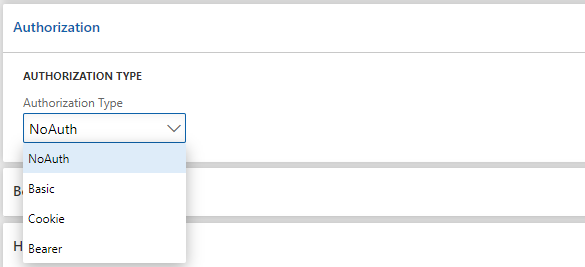 Authorization
AUTHORIZATION TYPE
Authorization Type
NoAuth
NoAuth
Basic
Cookie
Bearer